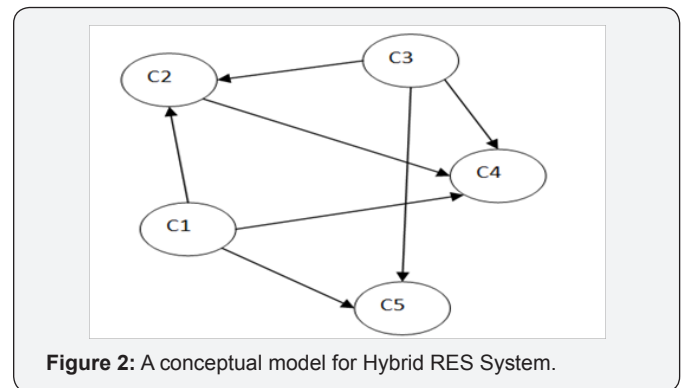 C3
C2
C4
C1
C5
Figure 2: A conceptual model for Hybrid RES System.